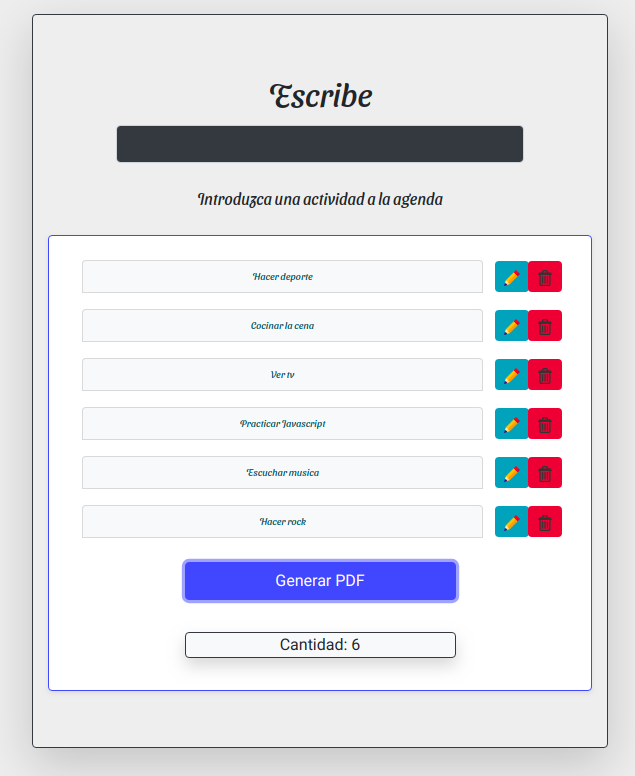 Escribe
Introduzca una actividad a la agenda
Hacer deporte
Cocinar la cena
Ver tv
Practicar Javascript
Escuchar musica
Hacer rock
Generar PDF
Cantidad: 6